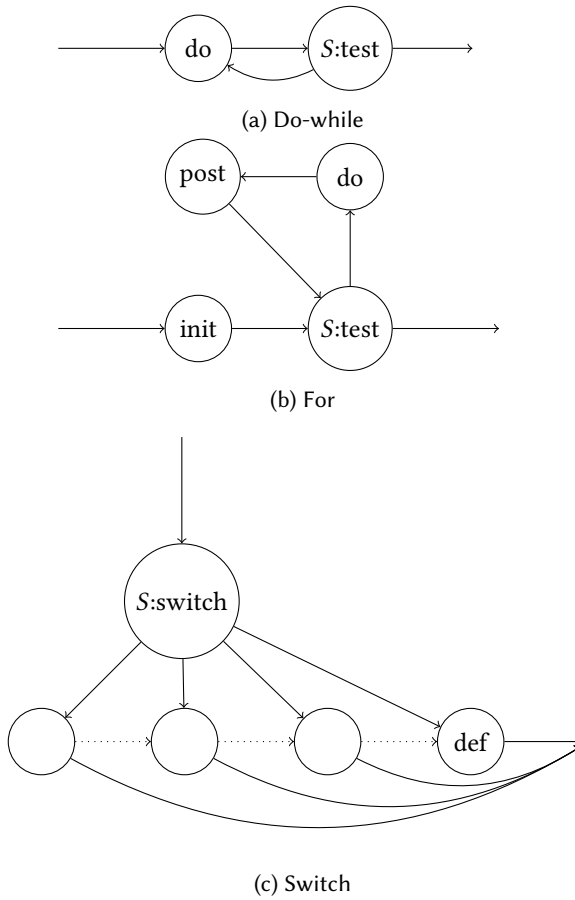 do S:test
(a) Do-while
post do
init S:test
(b) For
S:switch
def
(c) Switch